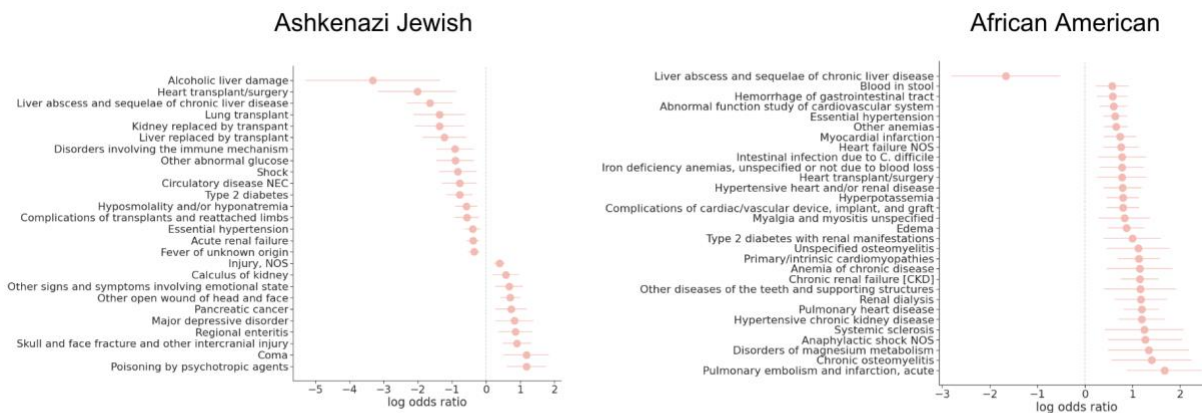 Ashkenazi Jewish
Alcoholic liver damage
Heart transplant/surgery
Liver abscess and sequelae of chronic liver disease
Lung transplant
Kidney replaced by transpant
Liver replaced by transplant
Disorders involving the immune mechanism
Other abnormal glucose
Shock
Circulatory disease NEC
Type 2 diabetes
Hyposmolality and/or hyponatremia
Complications of transplants and reattached limbs
Essential hypertension
Acute renal failure
Fever of unknown origin
Injury, NOS
Calculus of kidney
Other signs and symptoms involving emotional state
Other open wound of head and face
Pancreatic cancer
Major depressive disorder
Regional enteritis
Skull and face fracture and other intercranial injury
Coma
Poisoning by psychotropic agents
−5 −4 −3 −2 −1 0 1 2
log odds ratio
African American
Liver abscess and sequelae of chronic liver disease
Blood in stool
Hemorrhage of gastrointestinal tract
Abnormal function study of cardiovascular system
Essential hypertension
Other anemias
Myocardial infarction
Heart failure NOS
Intestinal infection due to C. difficile
Iron deficiency anemias, unspecified or not due to blood loss
Heart transplant/surgery
Hypertensive heart and/or renal disease
Hyperpotassemia
Complications of cardiac/vascular device, implant, and graft
Myalgia and myositis unspecified
Edema
Type 2 diabetes with renal manifestations
Unspecified osteomyelitis
Primary/intrinsic cardiomyopathies
Anemia of chronic disease
Chronic renal failure [CKD]
Other diseases of the teeth and supporting structures
Renal dialysis
Pulmonary heart disease
Hypertensive chronic kidney disease
Systemic sclerosis
Anaphylactic shock NOS
Disorders of magnesium metabolism
Chronic osteomyelitis
Pulmonary embolism and infarction, acute
−3 −2 −1 0 1 2
log odds ratio